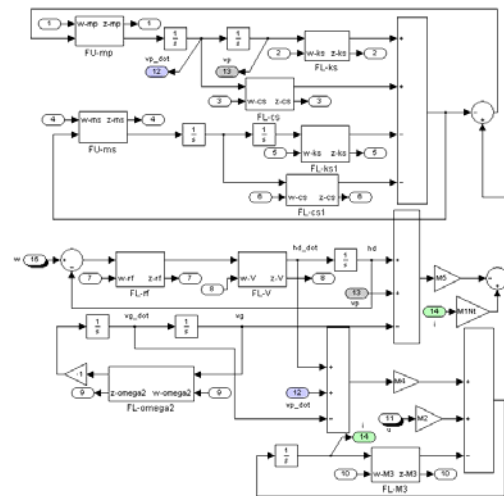 1 w-mp z-mp 1
FU-mp
1/s
1/s
vp_dot
12
vp
13
2 w-ks z-ks 2
FL-ks
3 w-cs z-cs 3
FL-cs
4 w-ms z-ms 4
FU-ms
1/s
1/s
5 w-ks z-ks 5
FL-ks1
6 w-cs z-cs 6
FL-cs1
w 15
7 w-rf z-rf 7
FL-rf
8 w-V z-V 8
FL-V
hd_dot
1/s
hd
13
vp
M5
14
i
M1Nt
1/s
vg_dot
1/s
vg
-1
9 z-omega2 w-omega2 9
FL-omega2
12
vp_dot
M4
11
u
M2
i
14
1/s
10 w-M3 z-M3 10
FL-M3
+
+
−
−
+
−
+
+
−
+
+
−